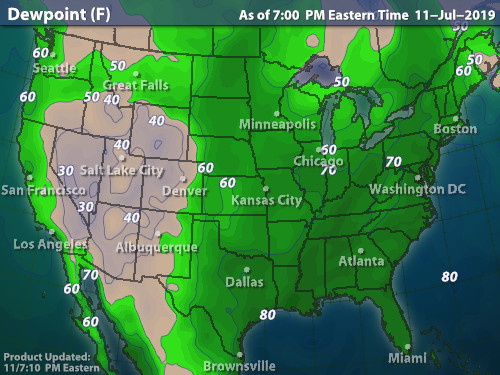 Dewpoint (F) As of 7:00 PM Eastern Time 11-Jul-2019
50
60 50
Seattle 50 60
50
Great Falls
60 50 40
40 Minneapolis Boston
40 60
30 Salt Lake City 60 Chicago 70
70
San Francisco Denver 60 Washington DC
Kansas City
30 40
Los Angeles Albuquerque
Atlanta
70 Dallas 80
60
80
60
Miami
Product Updated:
11/7:10 PM Eastern Brownsville